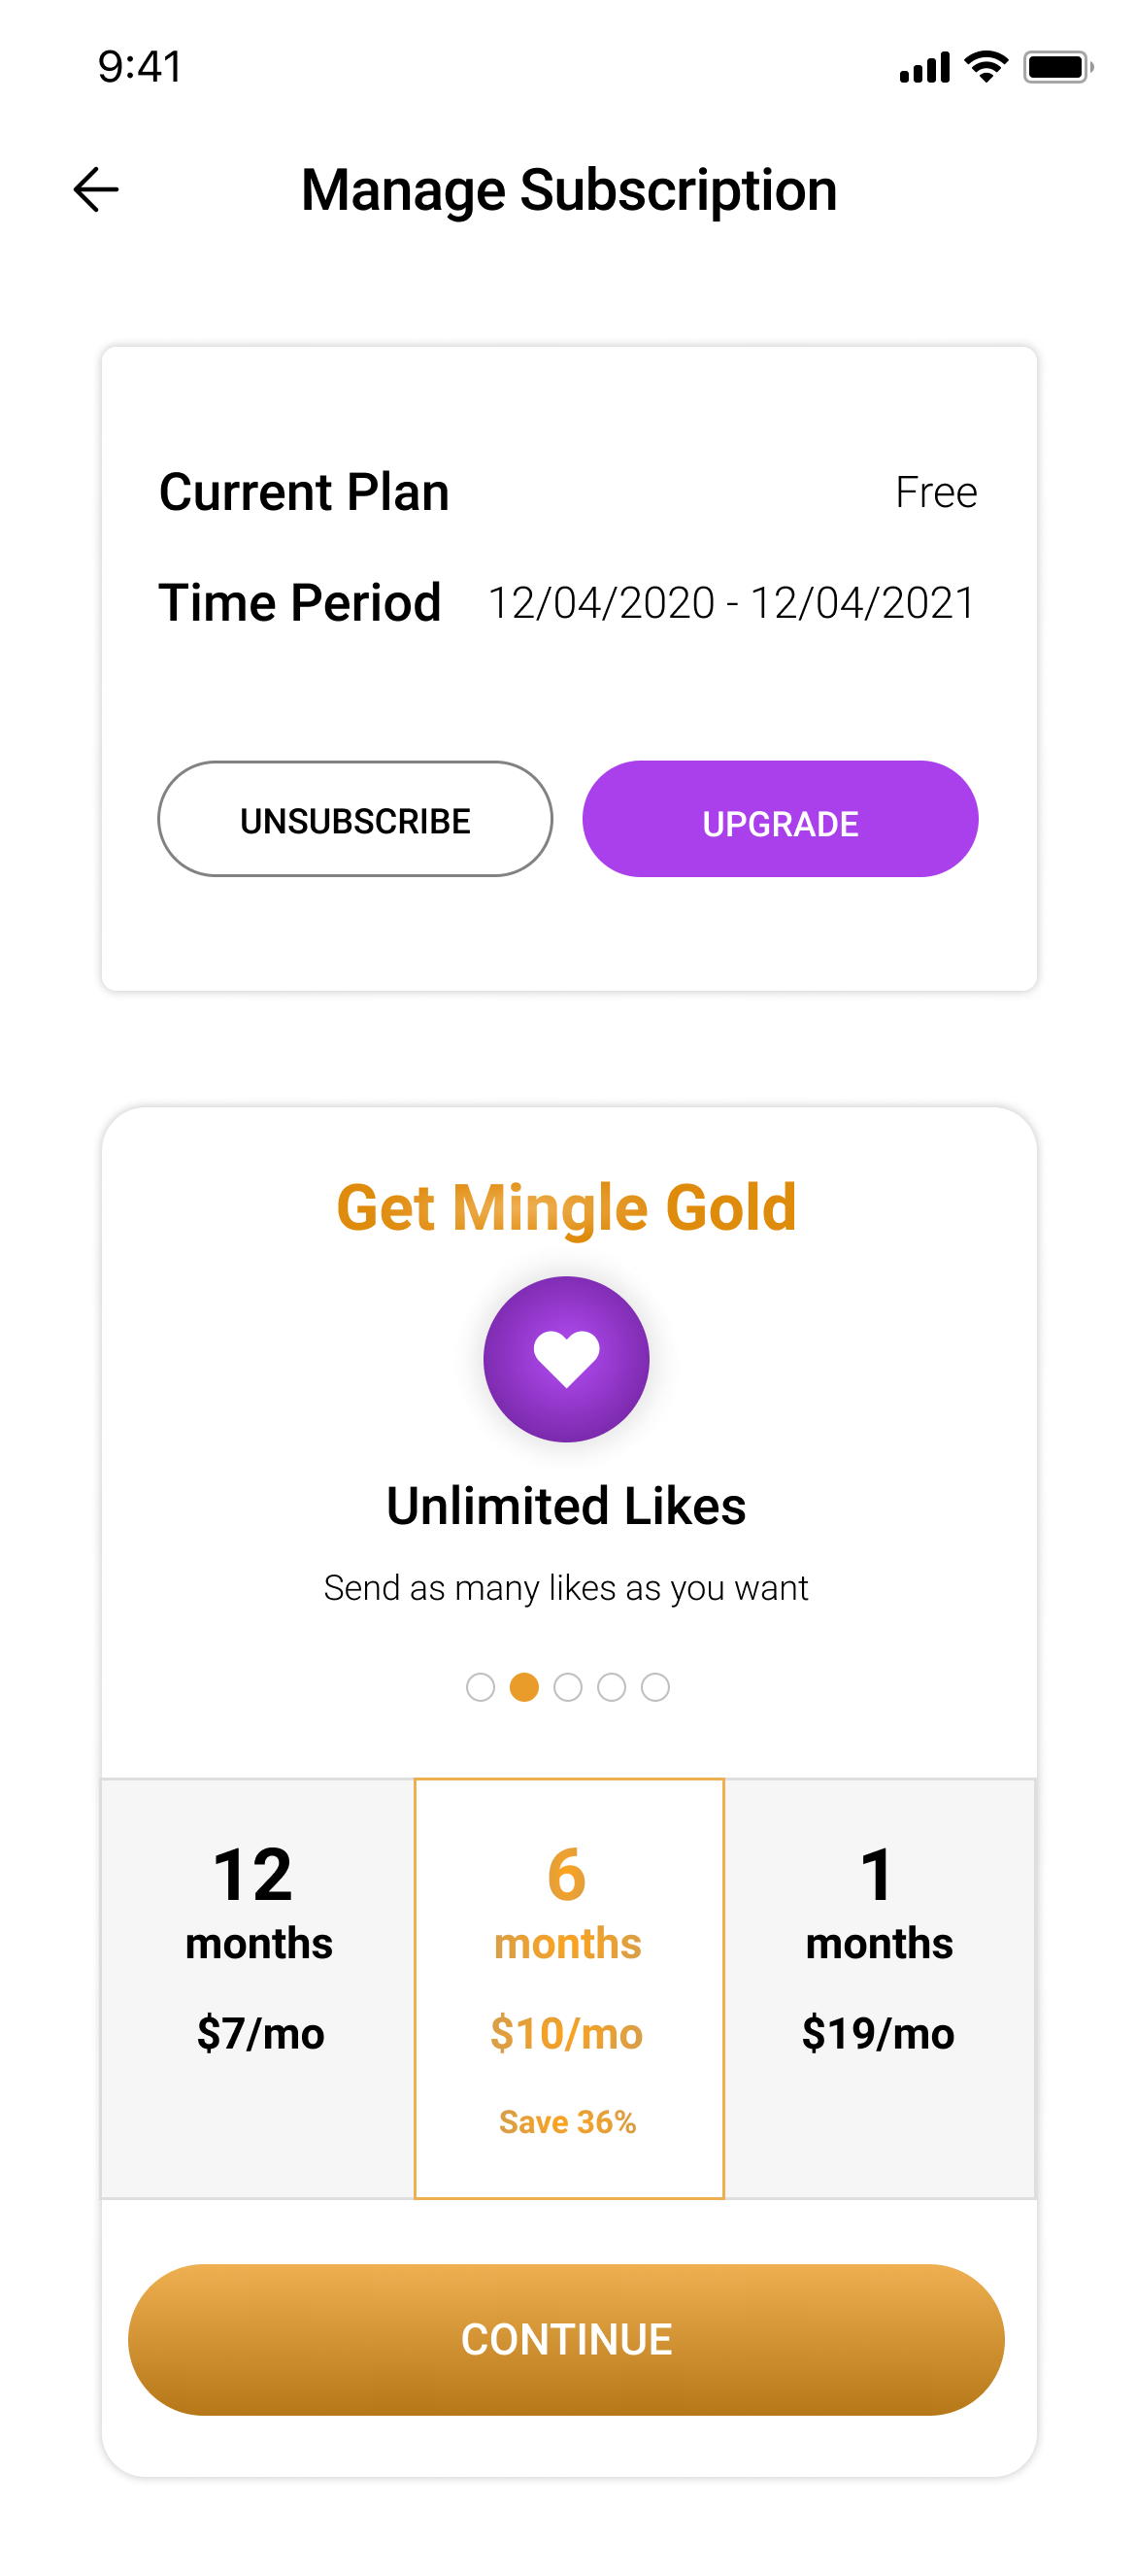 9:41
Manage Subscription
Current Plan Free
Time Period 12/04/2020 - 12/04/2021
UNSUBSCRIBE UPGRADE
Get Mingle Gold
Unlimited Likes
Send as many likes as you want
12 6 1
months months months
$7/mo $10/mo $19/mo
Save 36%
CONTINUE